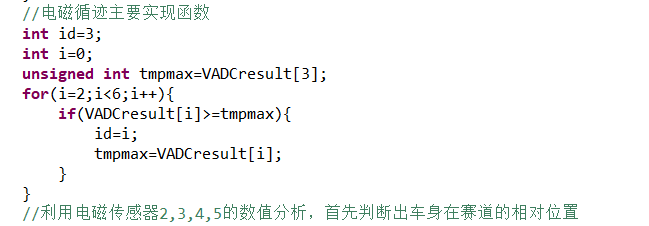 //电磁循迹主要实现函数
int id=3;
int i=0;
unsigned int tmpmax=VADCresult[3];
for(i=2;i<6;i++){
if(VADCresult[i]>=tmpmax){
id=i;
tmpmax=VADCresult[i];
}
}
//利用电磁传感器2,3,4,5的数值分析，首先判断出车身在赛道的相对位置